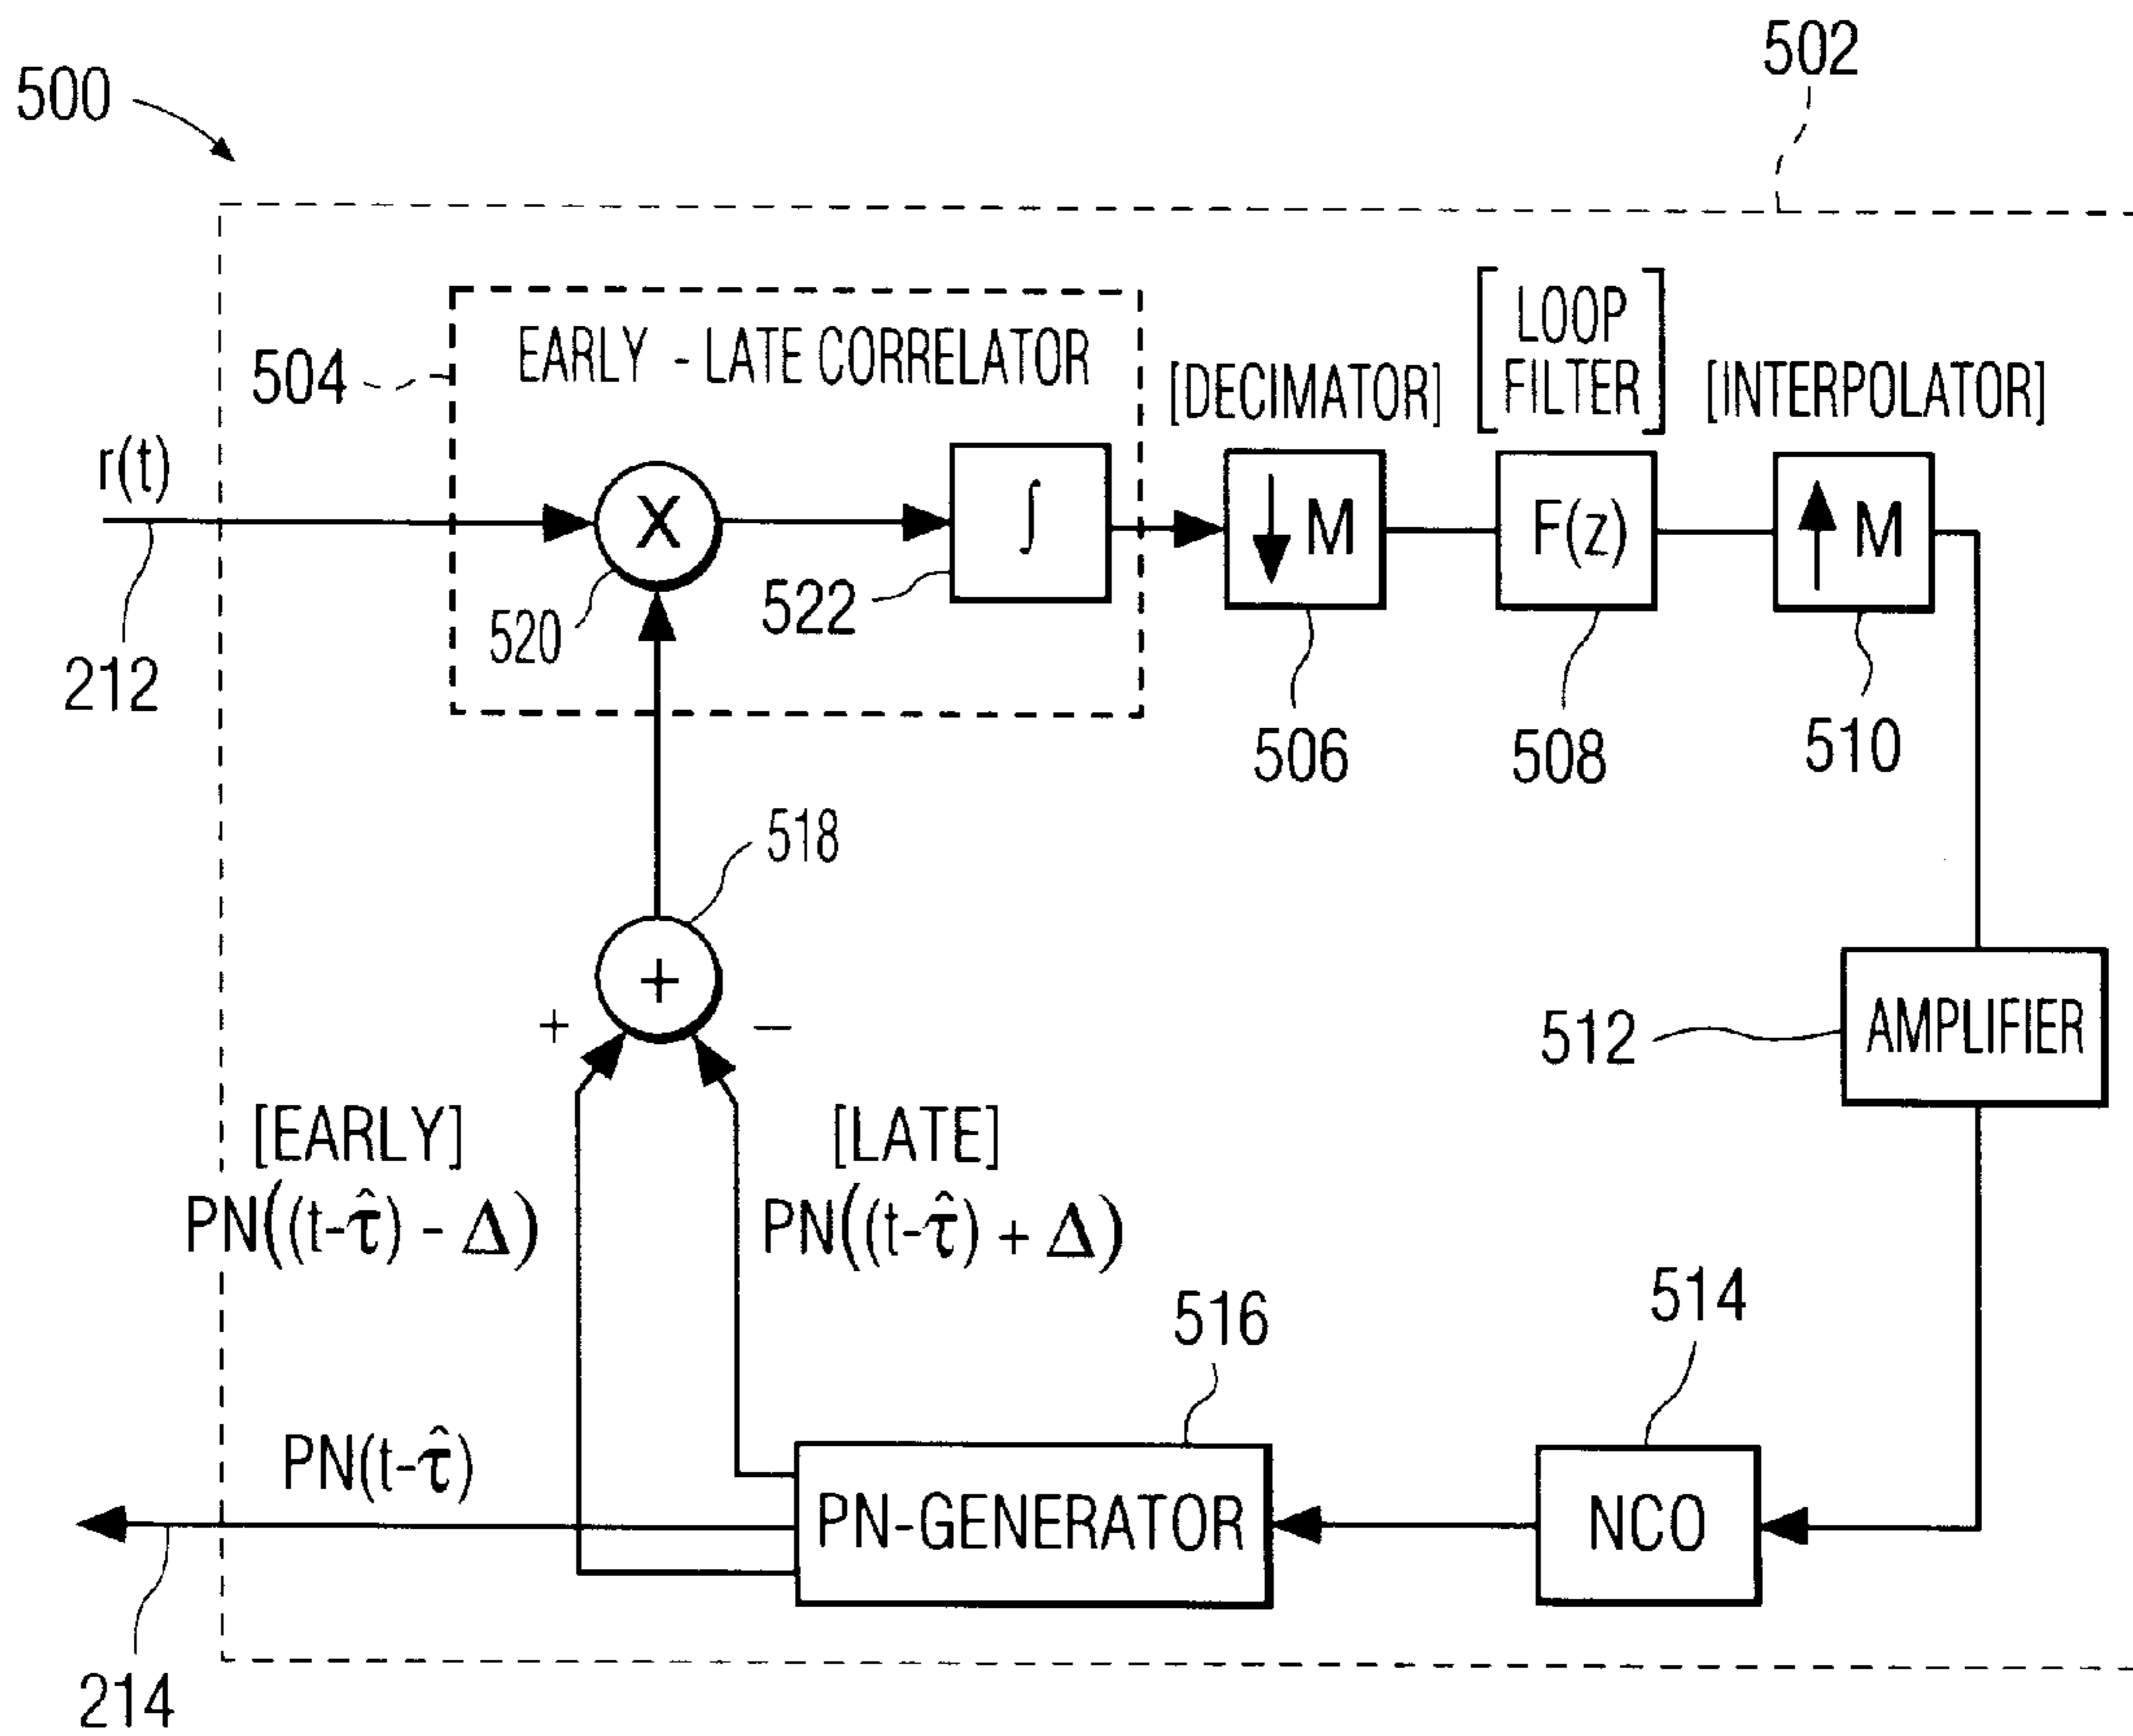 502
500
[LOOP FILTER]
EARLY - LATE CORRELATOR
504
[DECIMATOR]
[INTERPOLATOR]
r(t)
X
∫
↓ M
F(z)
↑ M
520
522
212
506
508
510
518
+
+
−
512
AMPLIFIER
[EARLY]
PN((t-τ̂) - Δ)
[LATE]
PN((t-τ̂) + Δ)
516
514
PN(t-τ̂)
PN-GENERATOR
NCO
214